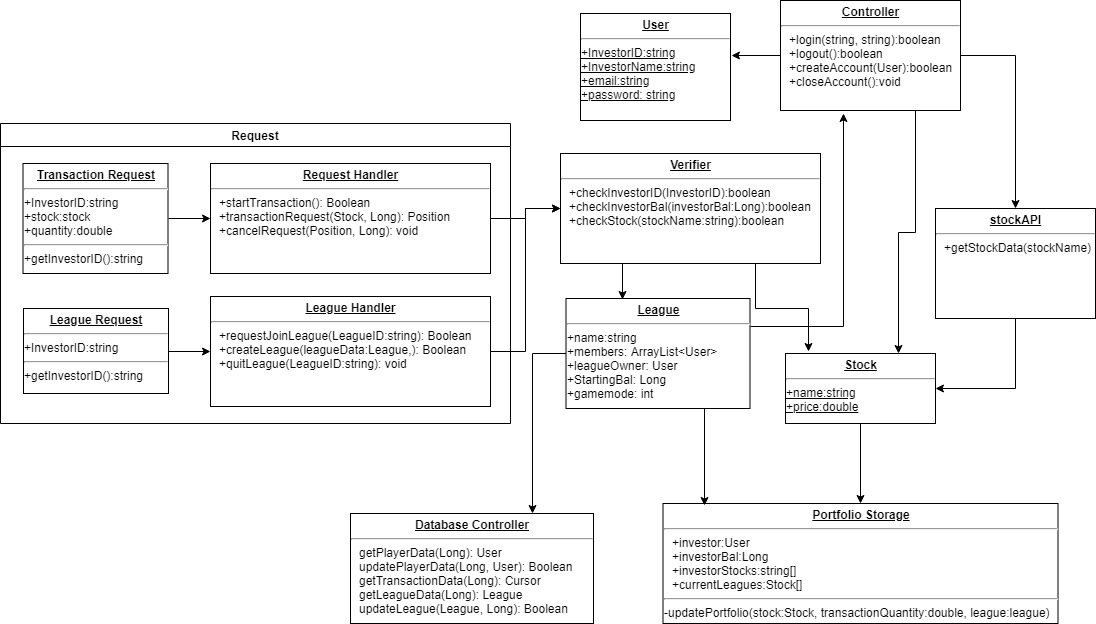 User
+InvestorID:string
+InvestorName:string
+email:string
+password: string
Controller
+login(string, string):boolean
+logout():boolean
+createAccount(User):boolean
+closeAccount():void
Request
Transaction Request
+InvestorID:string
+stock:stock
+quantity:double
+getInvestorID():string
Request Handler
+startTransaction(): Boolean
+transactionRequest(Stock, Long): Position
+cancelRequest(Position, Long): void
Verifier
+checkInvestorID(InvestorID):boolean
+checkInvestorBal(investorBal:Long):boolean
+checkStock(stockName:string):boolean
stockAPI
+getStockData(stockName)
League Request
+InvestorID:string
+getInvestorID():string
League Handler
+requestJoinLeague(LeagueID:string): Boolean
+createLeague(leagueData:League,): Boolean
+quitLeague(LeagueID:string): void
League
+name:string
+members: ArrayList<User>
+leagueOwner: User
+StartingBal: Long
+gamemode: int
Stock
+name:string
+price:double
Database Controller
getPlayerData(Long): User
updatePlayerData(Long, User): Boolean
getTransactionData(Long): Cursor
getLeagueData(Long): League
updateLeague(League, Long): Boolean
Portfolio Storage
+investor:User
+investorBal:Long
+investorStocks:string[]
+currentLeagues:Stock[]
-updatePortfolio(stock:Stock, transactionQuantity:double, league:league)